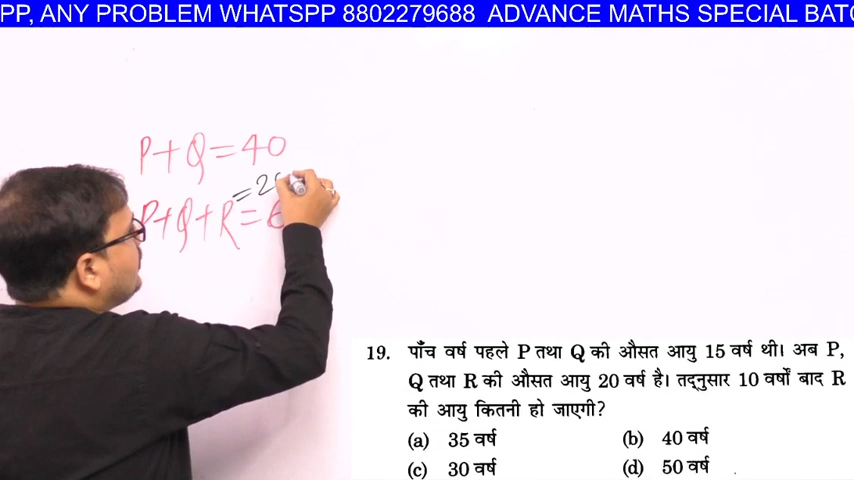 PP, ANY PROBLEM WHATSPP 8802279688 ADVANCE MATHS SPECIAL BATC
P+Q=40
=2
P+Q+R=6
19. पाँच वर्ष पहले P तथा Q की औसत आयु 15 वर्ष थी। अब P,
Q तथा R की औसत आयु 20 वर्ष है। तद्नुसार 10 वर्षों बाद R
की आयु कितनी हो जाएगी?
(a) 35 वर्ष (b) 40 वर्ष
(c) 30 वर्ष (d) 50 वर्ष